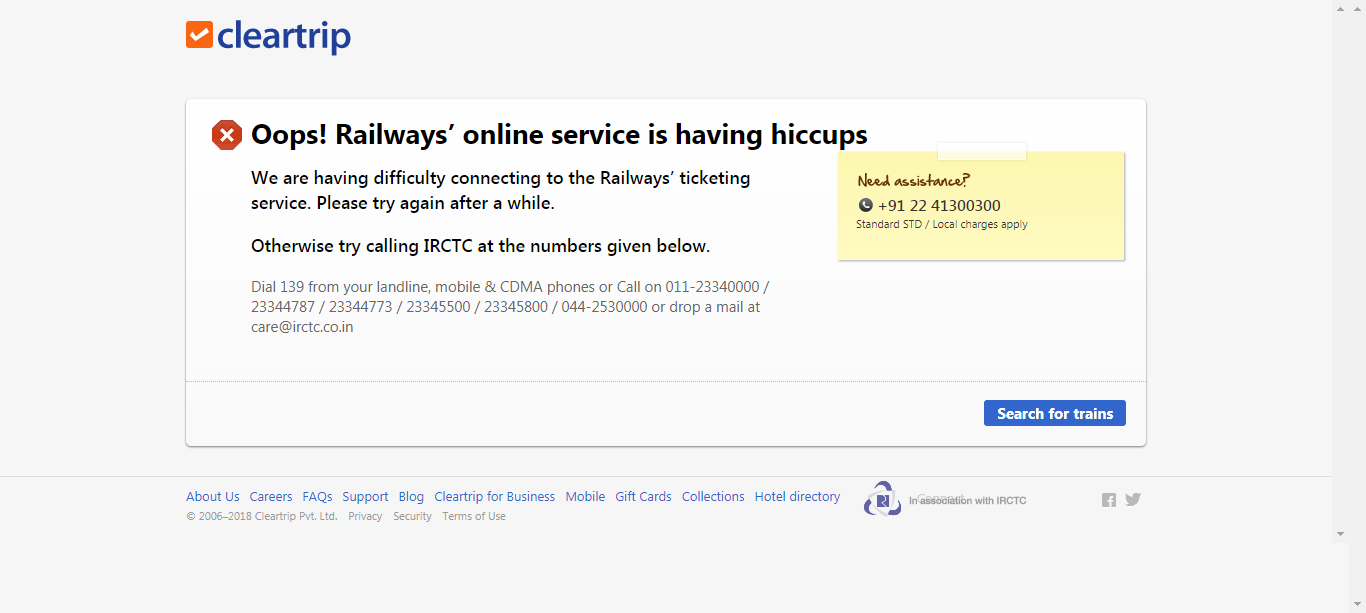 cleartrip
Oops! Railways’ online service is having hiccups
We are having difficulty connecting to the Railways’ ticketing
service. Please try again after a while.
Otherwise try calling IRCTC at the numbers given below.
Dial 139 from your landline, mobile & CDMA phones or Call on 011-23340000 /
23344787 / 23344773 / 23345500 / 23345800 / 044-2530000 or drop a mail at
care@irctc.co.in
Need assistance?
+91 22 41300300
Standard STD / Local charges apply
Search for trains
About Us Careers FAQs Support Blog Cleartrip for Business Mobile Gift Cards Collections Hotel directory
In association with IRCTC
© 2006–2018 Cleartrip Pvt. Ltd. Privacy Security Terms of Use